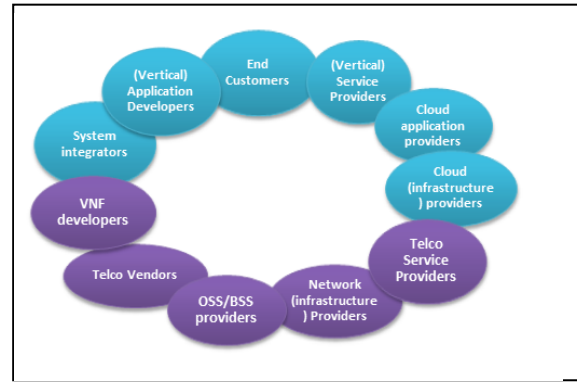 End
Customers
(Vertical)
Service
Providers
Cloud
application
providers
Cloud
(infrastructure
) providers
Telco
Service
Providers
Network
(infrastructure
) Providers
OSS/BSS
providers
Telco Vendors
VNF
developers
System
integrators
(Vertical)
Application
Developers